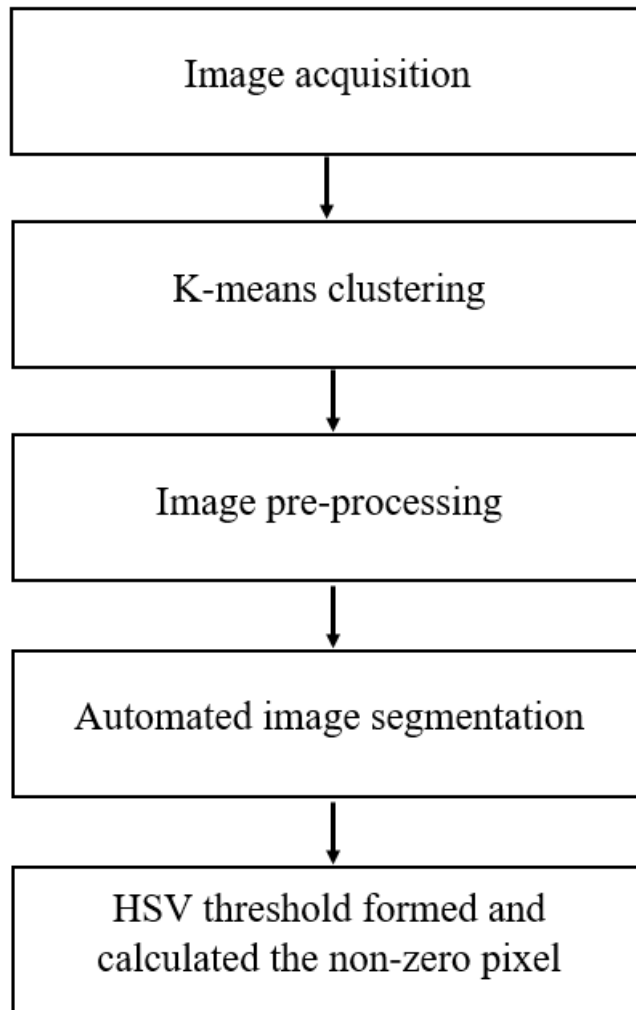 Image acquisition
K-means clustering
Image pre-processing
Automated image segmentation
HSV threshold formed and
calculated the non-zero pixel